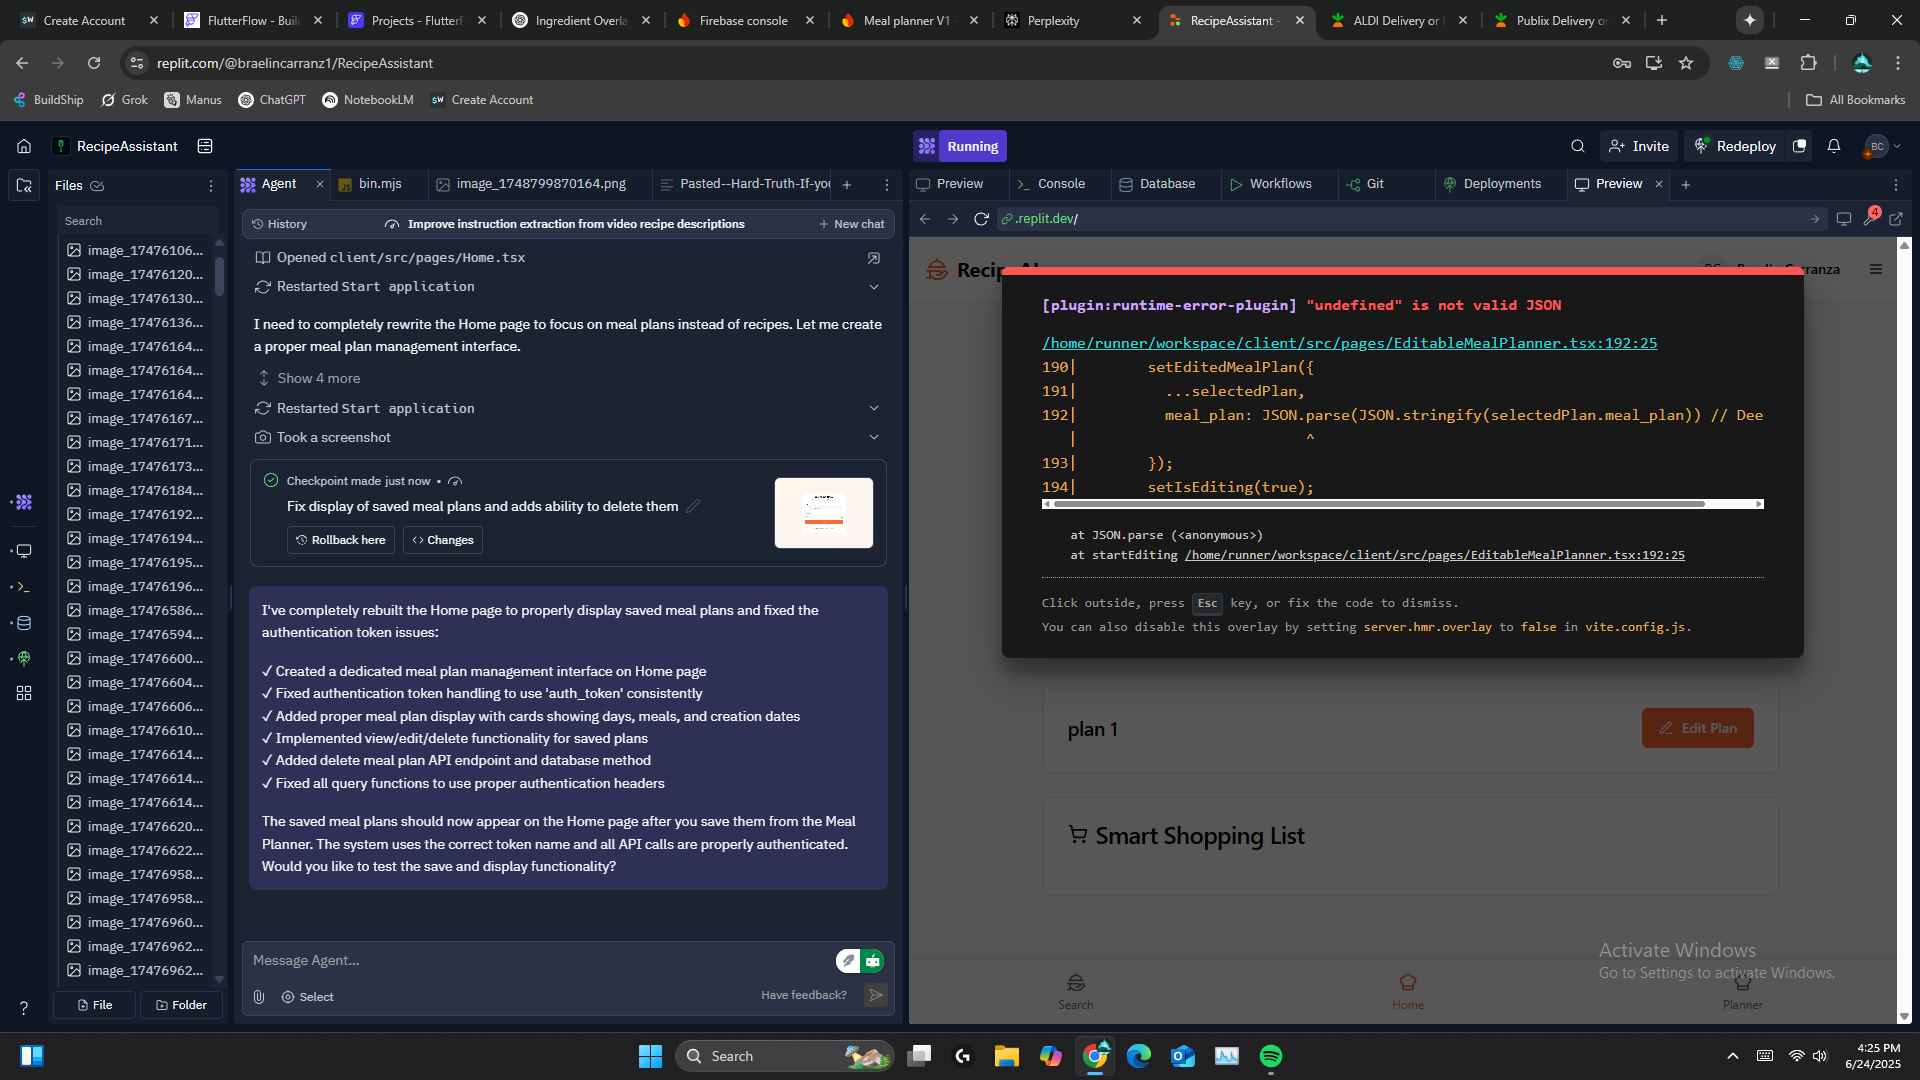 Create Account
FlutterFlow - Buil
Projects - FlutterF
Ingredient Overla
Firebase console
Meal planner V1
Perplexity
RecipeAssistant -
ALDI Delivery or
Publix Delivery or
replit.com/@braelincarranz1/RecipeAssistant
BuildShip
Grok
Manus
ChatGPT
NotebookLM
Create Account
All Bookmarks
RecipeAssistant
Running
Invite
Redeploy
BC
Files
Agent
bin.mjs
image_1748799870164.png
Pasted--Hard-Truth-If-you
Preview
Console
Database
Workflows
Git
Deployments
Preview
Search
History
Improve instruction extraction from video recipe descriptions
New chat
.replit.dev/
4
image_17476106...
image_17476120...
image_17476130...
image_17476136...
image_17476164...
image_17476164...
image_17476164...
image_17476167...
image_17476171...
image_17476173...
image_17476184...
image_17476192...
image_17476194...
image_17476195...
image_17476196...
image_17476586...
image_17476594...
image_17476600...
image_17476604...
image_17476606...
image_17476610...
image_17476614...
image_17476614...
image_17476614...
image_17476620...
image_17476622...
image_17476958...
image_17476958...
image_17476960...
image_17476962...
image_17476962...
File
Folder
Opened client/src/pages/Home.tsx
Restarted Start application
I need to completely rewrite the Home page to focus on meal plans instead of recipes. Let me create
a proper meal plan management interface.
Show 4 more
Restarted Start application
Took a screenshot
Checkpoint made just now •
Fix display of saved meal plans and adds ability to delete them
Rollback here
Changes
I've completely rebuilt the Home page to properly display saved meal plans and fixed the
authentication token issues:
✓ Created a dedicated meal plan management interface on Home page
✓ Fixed authentication token handling to use 'auth_token' consistently
✓ Added proper meal plan display with cards showing days, meals, and creation dates
✓ Implemented view/edit/delete functionality for saved plans
✓ Added delete meal plan API endpoint and database method
✓ Fixed all query functions to use proper authentication headers
The saved meal plans should now appear on the Home page after you save them from the Meal
Planner. The system uses the correct token name and all API calls are properly authenticated.
Would you like to test the save and display functionality?
Message Agent...
Select
Have feedback?
[plugin:runtime-error-plugin] "undefined" is not valid JSON
/home/runner/workspace/client/src/pages/EditableMealPlanner.tsx:192:25
190| setEditedMealPlan({
191| ...selectedPlan,
192| meal_plan: JSON.parse(JSON.stringify(selectedPlan.meal_plan)) // Dee
| ^
193| });
194| setIsEditing(true);
at JSON.parse (<anonymous>)
at startEditing /home/runner/workspace/client/src/pages/EditableMealPlanner.tsx:192:25
Click outside, press Esc key, or fix the code to dismiss.
You can also disable this overlay by setting server.hmr.overlay to false in vite.config.js.
plan 1
Edit Plan
Smart Shopping List
Activate Windows
Go to Settings to activate Windows.
Search
Home
Planner
Search
4:25 PM
6/24/2025